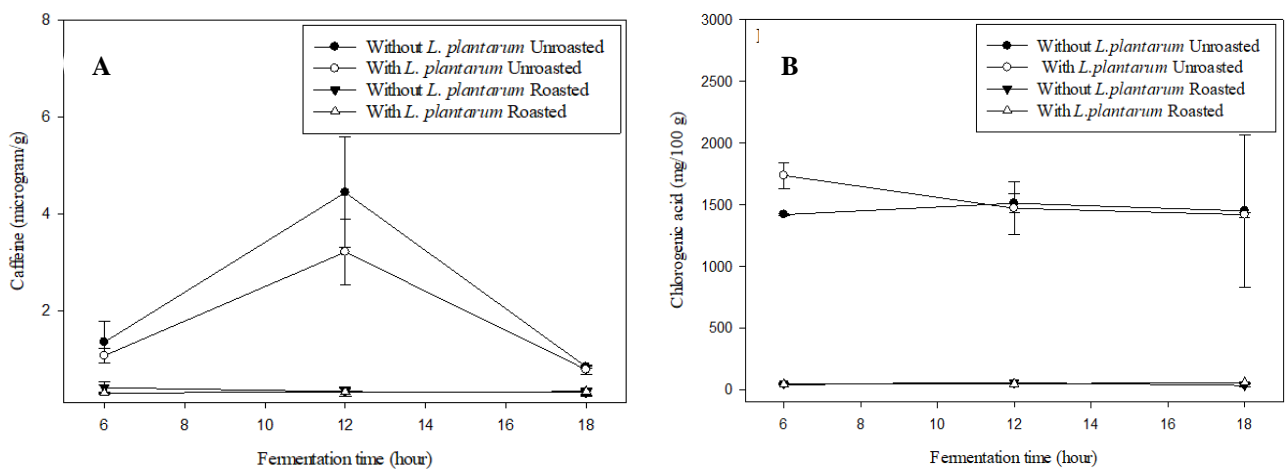 A
8
6
4
2
Caffeine (microgram/g)
Without L. plantarum Unroasted
With L. plantarum Unroasted
Without L. plantarum Roasted
With L. plantarum Roasted
6 8 10 12 14 16 18
Fermentation time (hour)
B
3000
2500
2000
1500
1000
500
0
Chlorogenic acid (mg/100 g)
Without L.plantarum Unroasted
With L.plantarum Unroasted
Without L.plantarum Roasted
With L.plantarum Roasted
6 8 10 12 14 16 18
Fermentation time (hour)